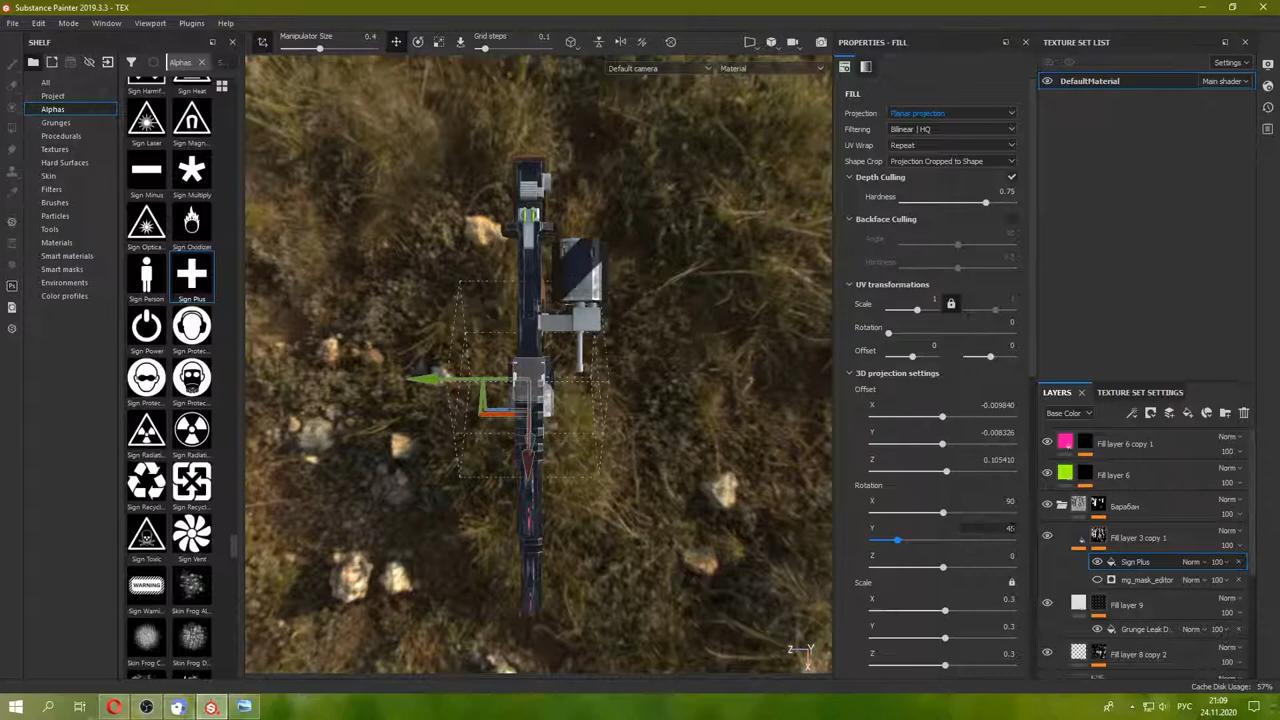 Substance Painter 2019.3.3 - TEX
File Edit Mode Window Viewport Plugins Help
SHELF
Manipulator Size 0.4
Grid steps 0.1
Alphas
All
Project
Alphas
Grunges
Procedurals
Textures
Hard Surfaces
Skin
Filters
Brushes
Particles
Tools
Materials
Smart materials
Smart masks
Environments
Color profiles
Sign Harmf... Sign Heat
Sign Laser Sign Magn...
Sign Minus Sign Multiply
Sign Optica... Sign Oxidizer
Sign Person Sign Plus
Sign Power Sign Protec...
Sign Protec... Sign Protec...
Sign Radiati... Sign Radiati...
Sign Recycl... Sign Recycl...
Sign Toxic Sign Vent
WARNING
Sign Warni... Skin Frog Al...
Skin Frog C... Skin Frog D...
Default camera
Material
Z Y
X
PROPERTIES - FILL
FILL
Projection Planar projection
Filtering Bilinear | HQ
UV Wrap Repeat
Shape Crop Projection Cropped to Shape
Depth Culling
Hardness 0.75
Backface Culling
Angle
Hardness
UV transformations
Scale 1 1
Rotation 0
Offset 0 0
3D projection settings
Offset
X -0.009840
Y -0.008326
Z 0.105410
Rotation
X 90
Y 45
Z 0
Scale
X 0.3
Y 0.3
Z 0.3
TEXTURE SET LIST
Settings
DefaultMaterial Main shader
LAYERS TEXTURE SET SETTINGS
Base Color
Fill layer 6 copy 1 Norm 100
Fill layer 6 Norm 100
Барабан Norm 100
Fill layer 3 copy 1 Norm 100
Sign Plus Norm 100
mg_mask_editor Norm 100
Fill layer 9 Norm 100
Grunge Leak D... Norm 100
Fill layer 8 copy 2 Norm 100
Norm
Cache Disk Usage: 57%
Ps
РУС
21:09
24.11.2020